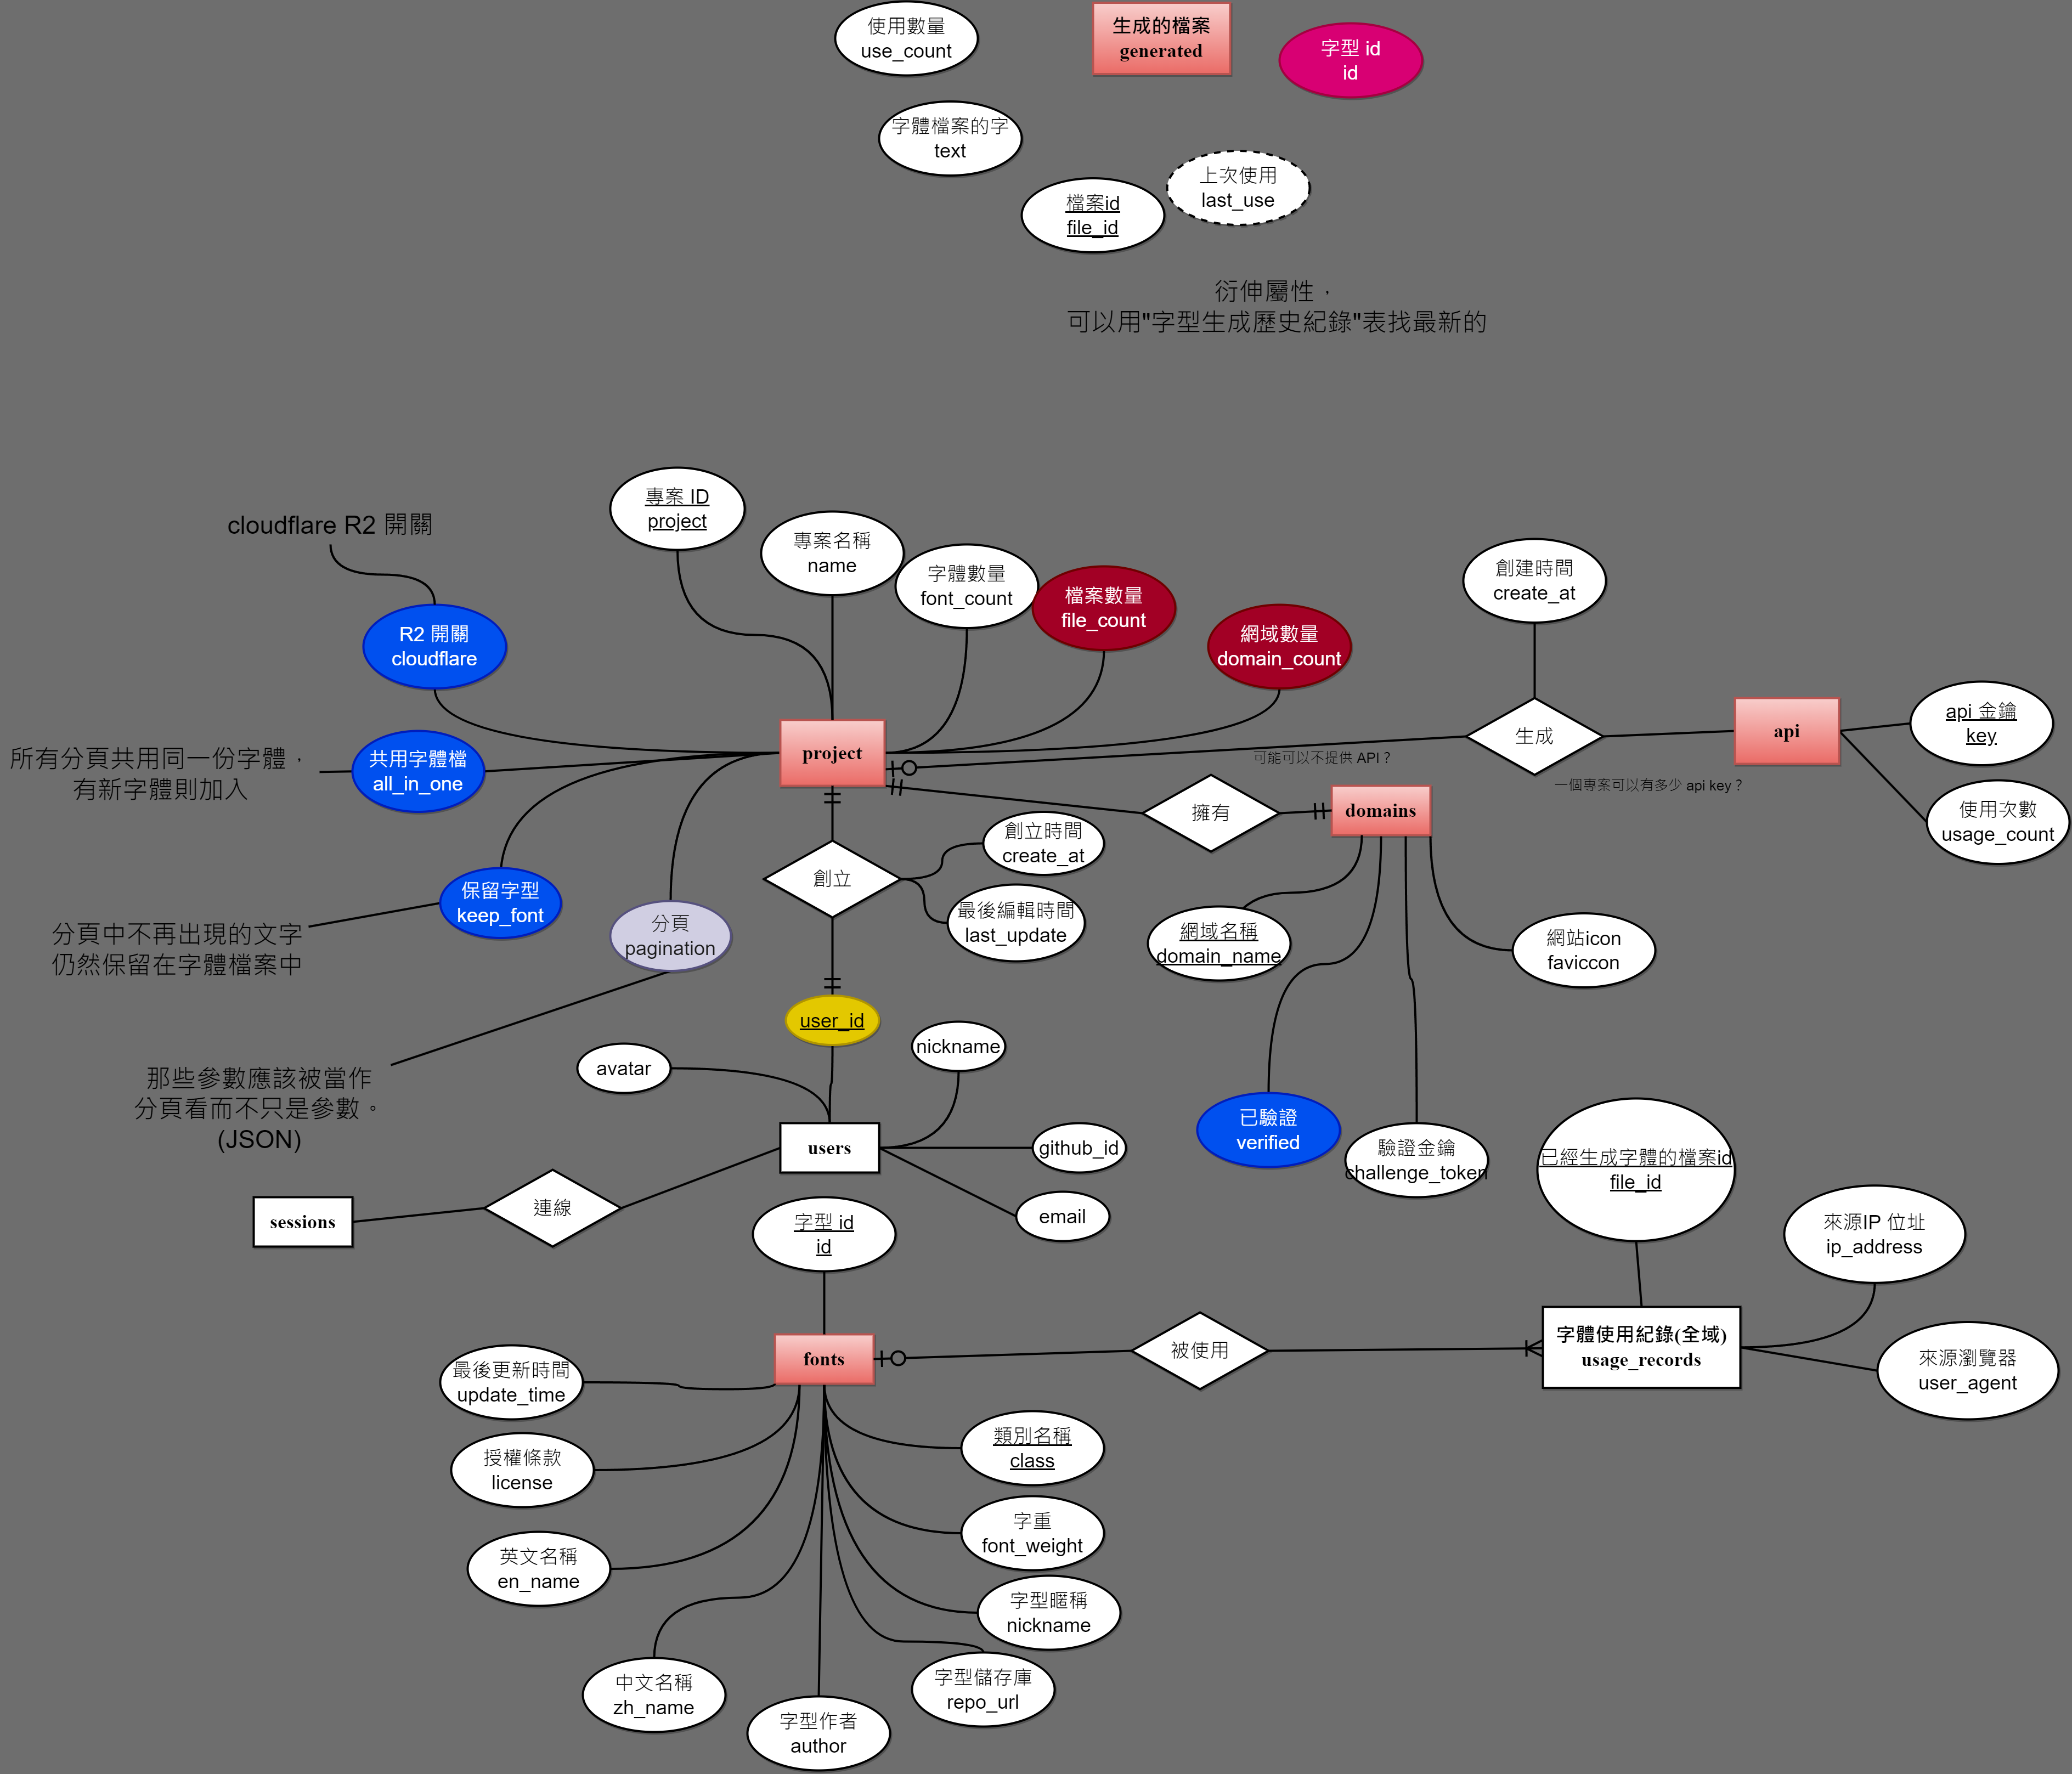 使用數量
use_count
生成的檔案
generated
字型 id
id
字體檔案的字
text
上次使用
last_use
檔案id
file_id
衍伸屬性，
可以用"字型生成歷史紀錄"表找最新的
專案 ID
project
cloudflare R2 開關
專案名稱
name
字體數量
font_count
檔案數量
file_count
創建時間
create_at
R2 開關
cloudflare
網域數量
domain_count
api 金鑰
key
生成
api
project
可能可以不提供 API？
所有分頁共用同一份字體，
有新字體則加入
共用字體檔
all_in_one
一個專案可以有多少 api key？
擁有
domains
使用次數
usage_count
創立時間
create_at
創立
保留字型
keep_font
最後編輯時間
last_update
分頁中不再出現的文字
仍然保留在字體檔案中
分頁
pagination
網域名稱
domain_name
網站icon
faviccon
user_id
nickname
avatar
那些參數應該被當作
分頁看而不只是參數。
(JSON)
已驗證
verified
users
github_id
驗證金鑰
challenge_token
已經生成字體的檔案id
file_id
sessions
連線
字型 id
id
email
來源IP 位址
ip_address
字體使用紀錄(全域)
usage_records
被使用
fonts
最後更新時間
update_time
來源瀏覽器
user_agent
類別名稱
class
授權條款
license
字重
font_weight
英文名稱
en_name
字型暱稱
nickname
中文名稱
zh_name
字型儲存庫
repo_url
字型作者
author